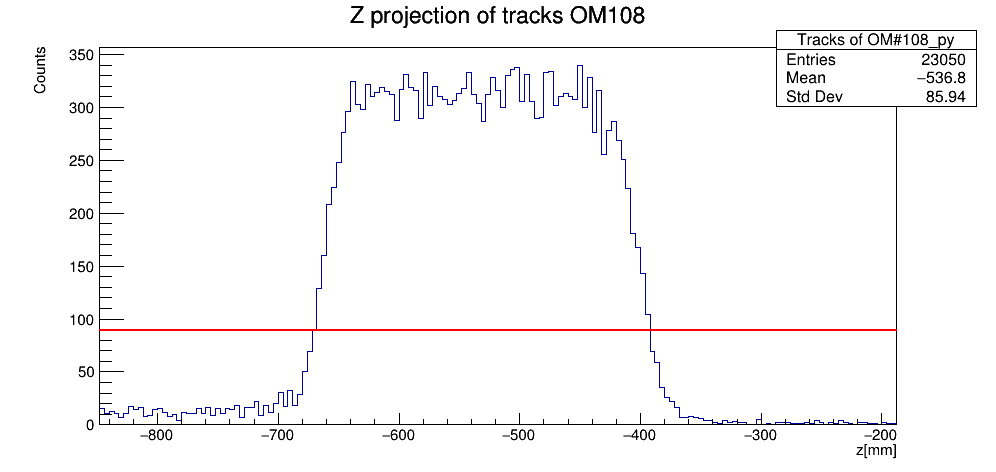 Z projection of tracks OM108
Tracks of OM#108_py
Entries 23050
Mean −536.8
Std Dev 85.94
Counts
350
300
250
200
150
100
50
0
−800 −700 −600 −500 −400 −300 −200
z[mm]